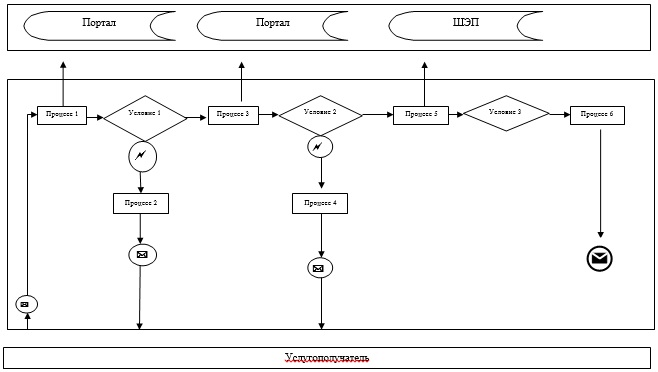 Портал
Портал
ШЭП
Процесс 1
Условие 1
Процесс 3
Условие 2
Процесс 5
Условие 3
Процесс 6
Процесс 2
Процесс 4
Услугополучатель